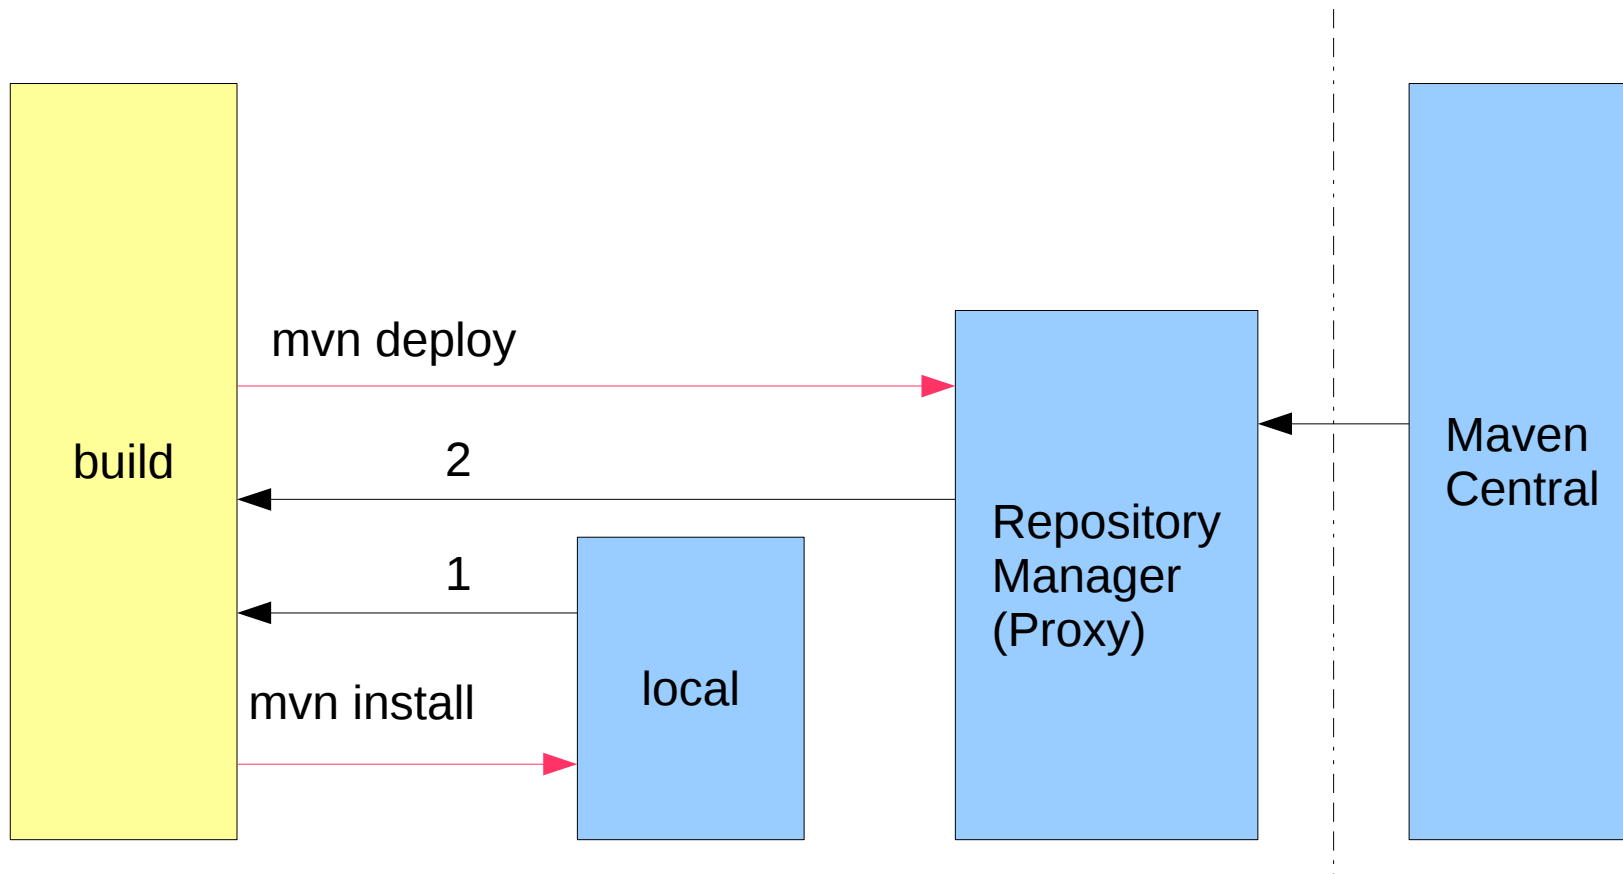 mvn deploy
build
2
1
mvn install
local
Repository
Manager
(Proxy)
Maven
Central